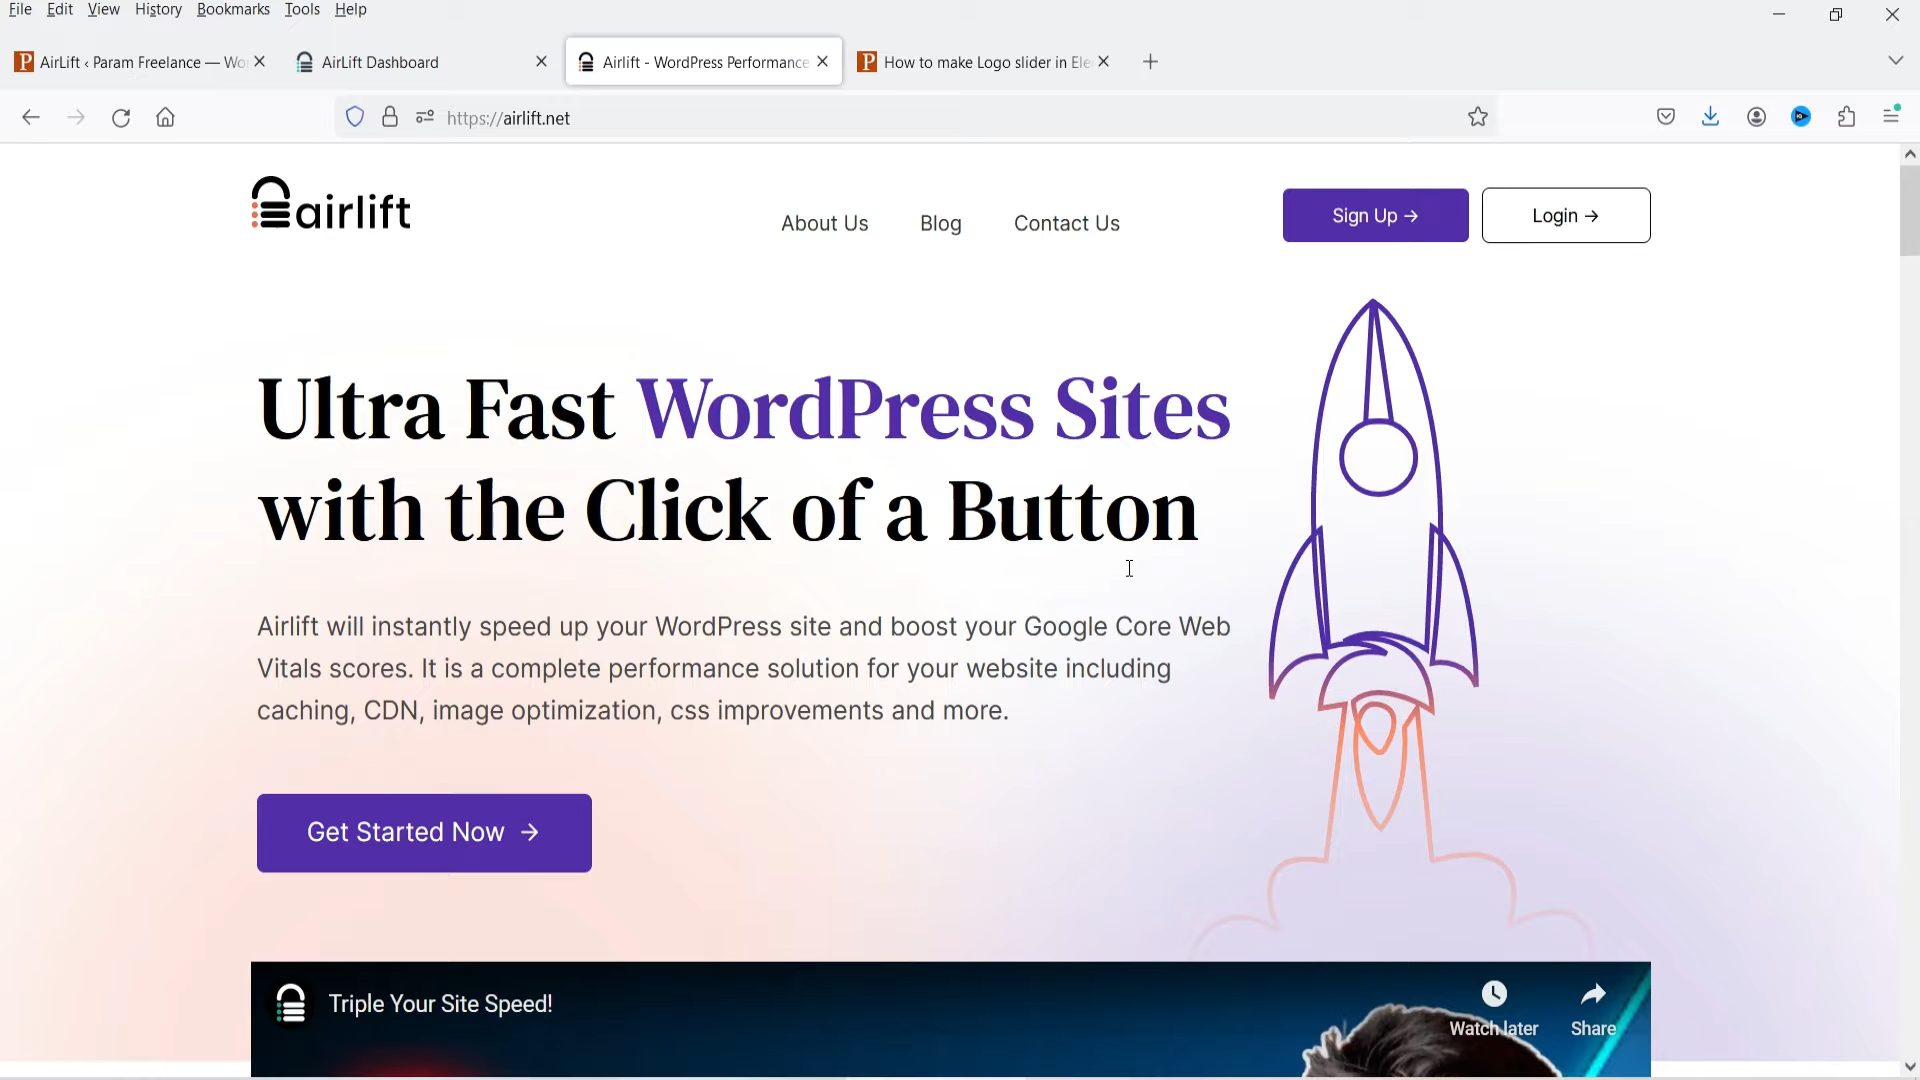 File Edit View History Bookmarks Tools Help
AirLift ‹ Param Freelance — Wo
AirLift Dashboard
Airlift - WordPress Performance
How to make Logo slider in Ele
https://airlift.net
airlift
About Us
Blog
Contact Us
Sign Up →
Login →
Ultra Fast WordPress Sites
with the Click of a Button
Airlift will instantly speed up your WordPress site and boost your Google Core Web
Vitals scores. It is a complete performance solution for your website including
caching, CDN, image optimization, css improvements and more.
Get Started Now →
Triple Your Site Speed!
Watch later
Share